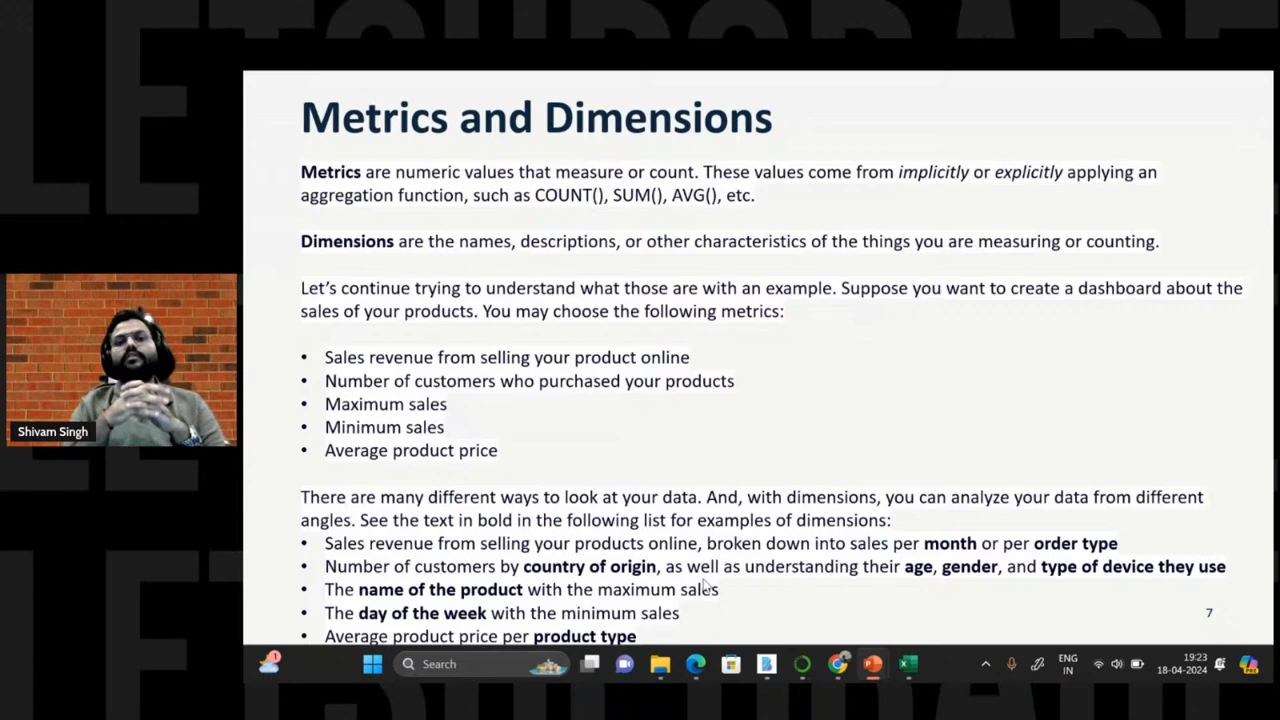 LETSUPGRADE
Metrics and Dimensions
Metrics are numeric values that measure or count. These values come from implicitly or explicitly applying an
aggregation function, such as COUNT(), SUM(), AVG(), etc.
Dimensions are the names, descriptions, or other characteristics of the things you are measuring or counting.
Let’s continue trying to understand what those are with an example. Suppose you want to create a dashboard about the
sales of your products. You may choose the following metrics:
• Sales revenue from selling your product online
• Number of customers who purchased your products
• Maximum sales
• Minimum sales
• Average product price
There are many different ways to look at your data. And, with dimensions, you can analyze your data from different
angles. See the text in bold in the following list for examples of dimensions:
• Sales revenue from selling your products online, broken down into sales per month or per order type
• Number of customers by country of origin, as well as understanding their age, gender, and type of device they use
• The name of the product with the maximum sales
• The day of the week with the minimum sales
• Average product price per product type
7
Shivam Singh
1
Search
ENG
IN
19:23
18-04-2024